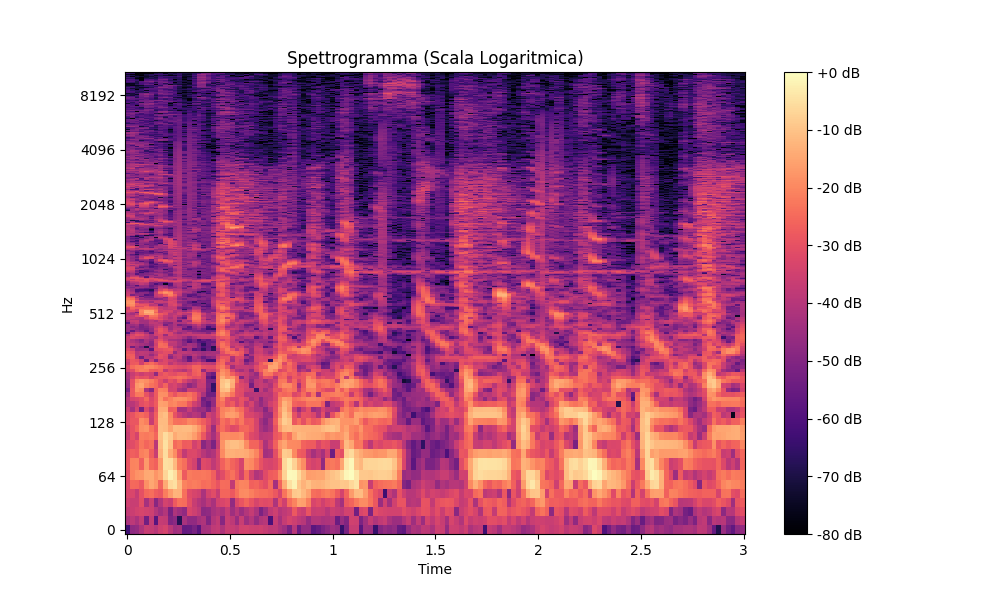 Spettrogramma (Scala Logaritmica)
Hz
8192
4096
2048
1024
512
256
128
64
0
0 0.5 1 1.5 2 2.5 3
Time
+0 dB
-10 dB
-20 dB
-30 dB
-40 dB
-50 dB
-60 dB
-70 dB
-80 dB